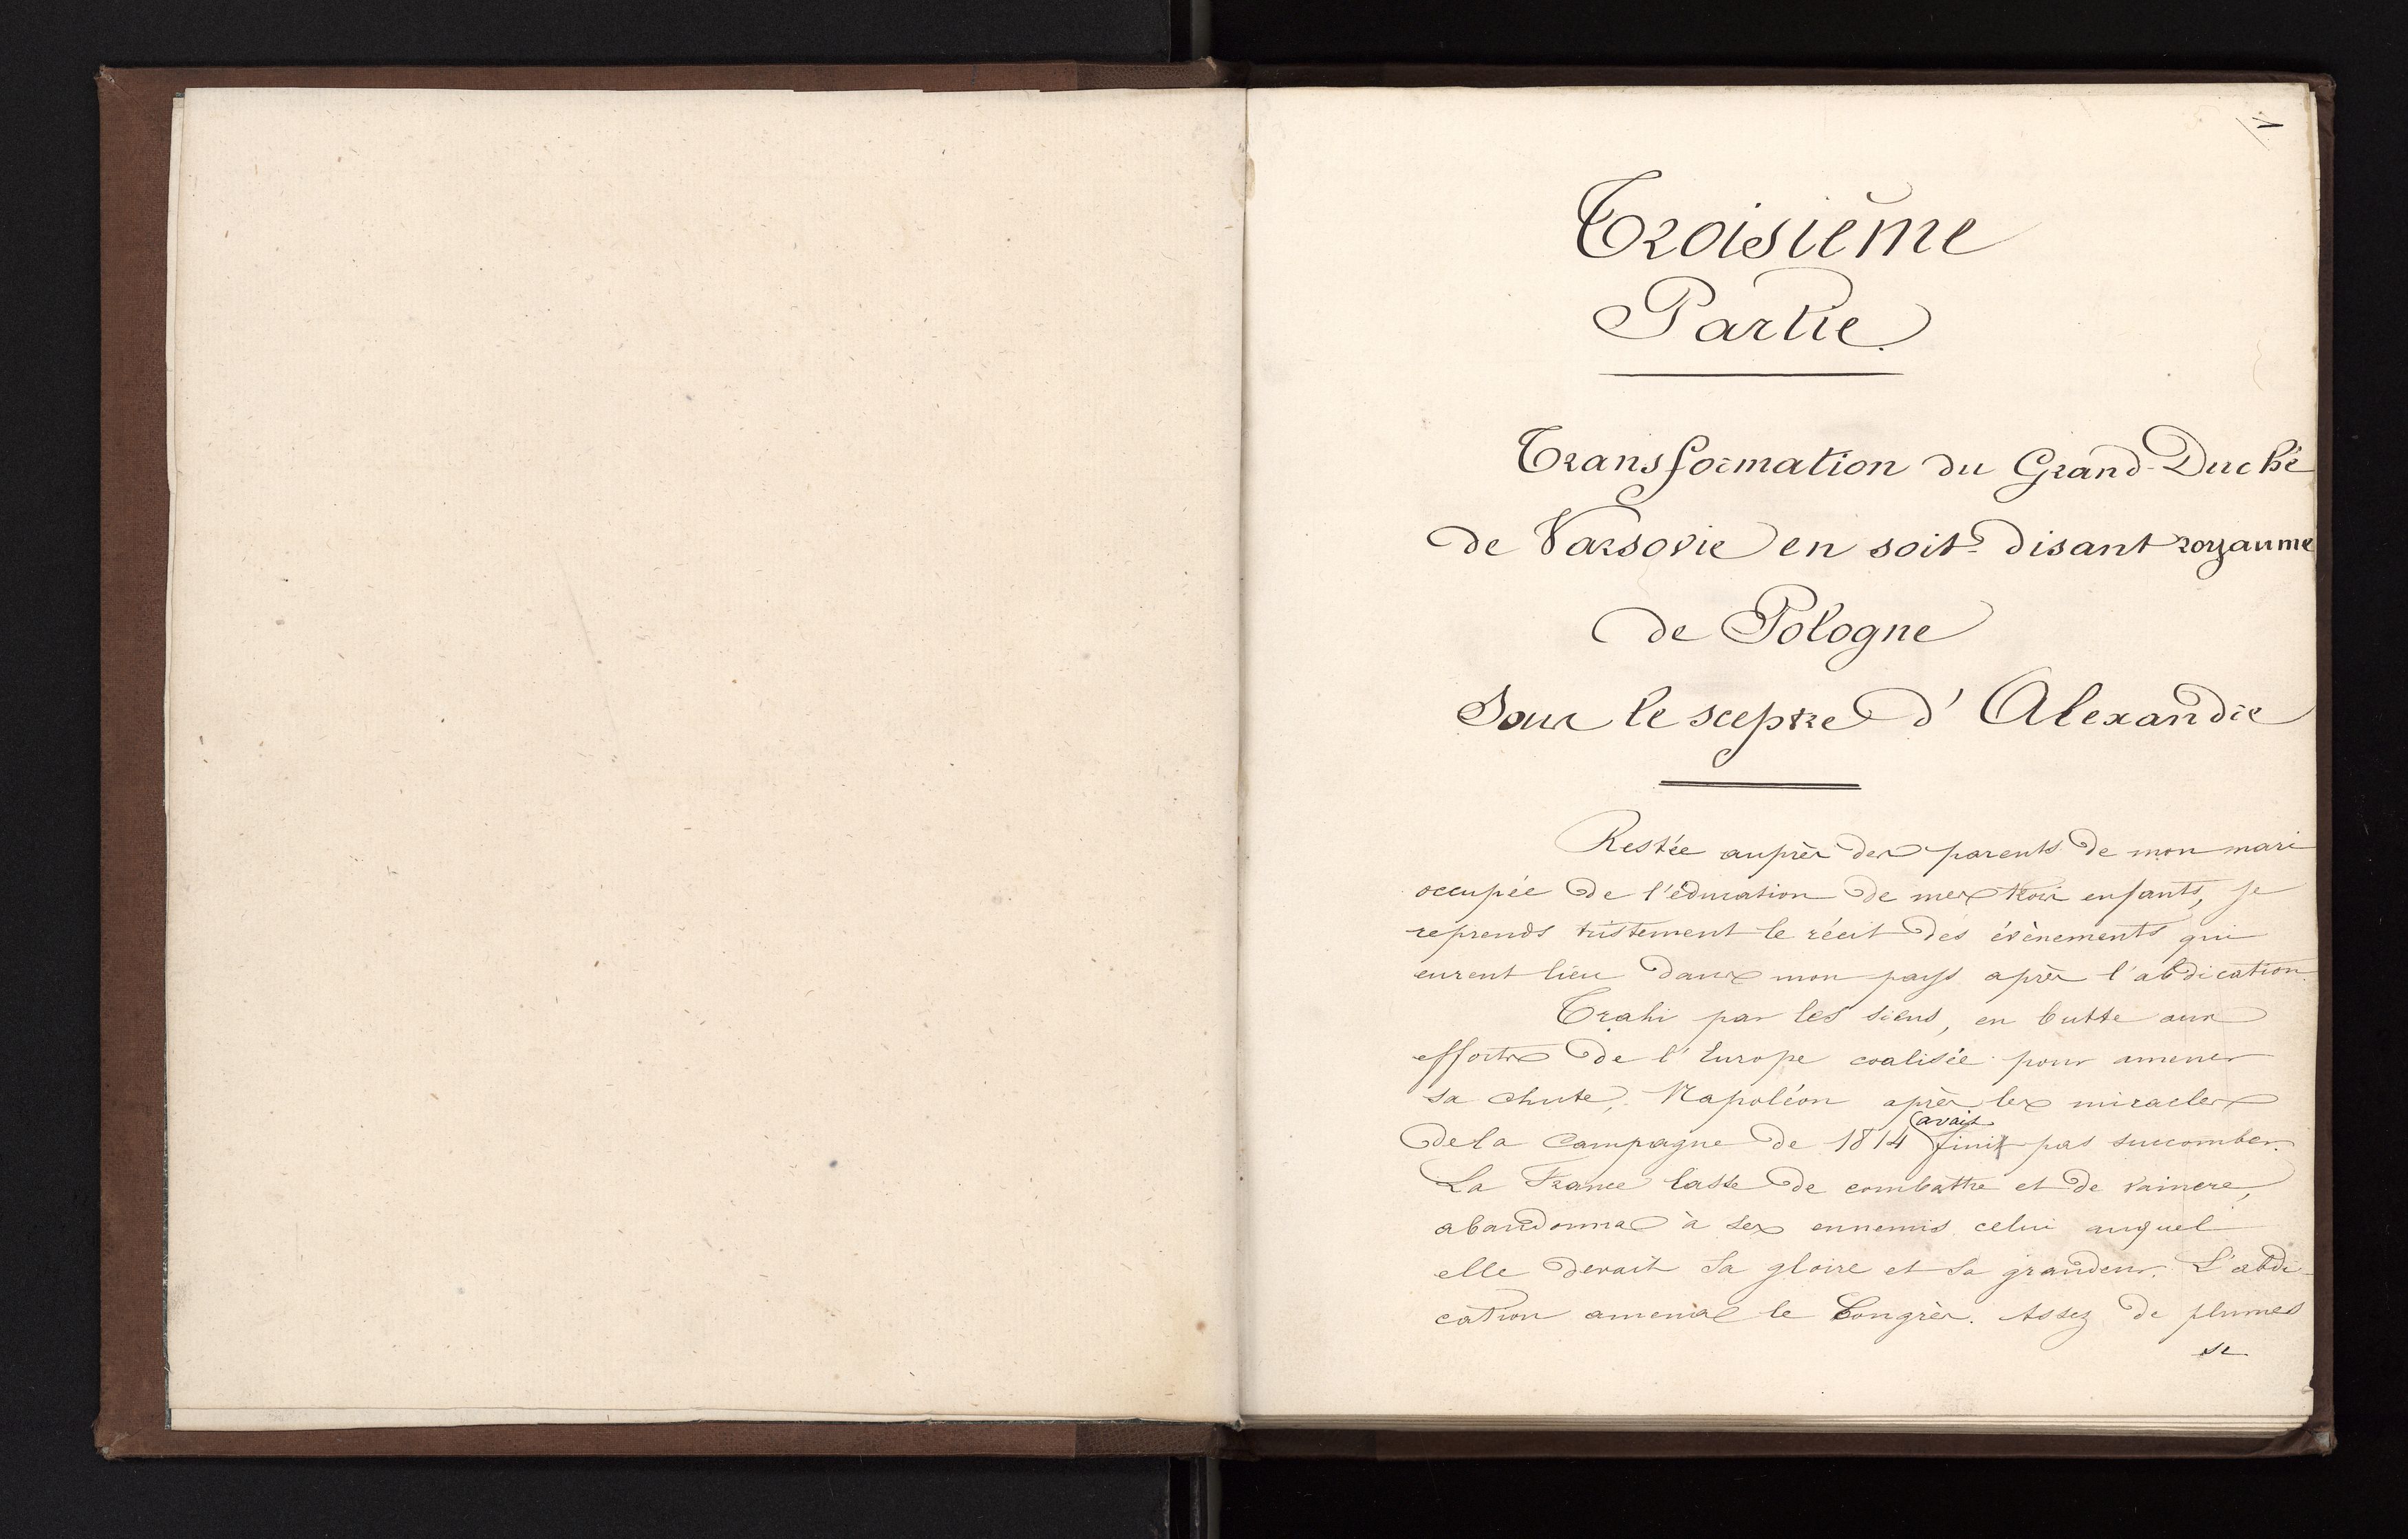 1
Troisième
Partie.
Transformation du Grand-Duché
de Varsovie en soit-disant royaume
de Pologne
Sous le sceptre d'Alexandre
Restée auprès des parents de mon mari
occupée de l'éducation de mes trois enfants, je
reprends tristement le récit des évènements qui
eurent lieu dans mon pays après l'abdication.
Trahi par les siens, en butte aux
efforts de l'Europe coalisée pour amener
sa chute, Napoléon après les miracles
avait
de la Campagne de 1814 finit pas succomber.
La France lasse de combattre et de vaincre,
abandonna à ses ennemis celui auquel
elle devait sa gloire et sa grandeur. L'abdi-
cation amena le Congrès. Assez de plumes
se